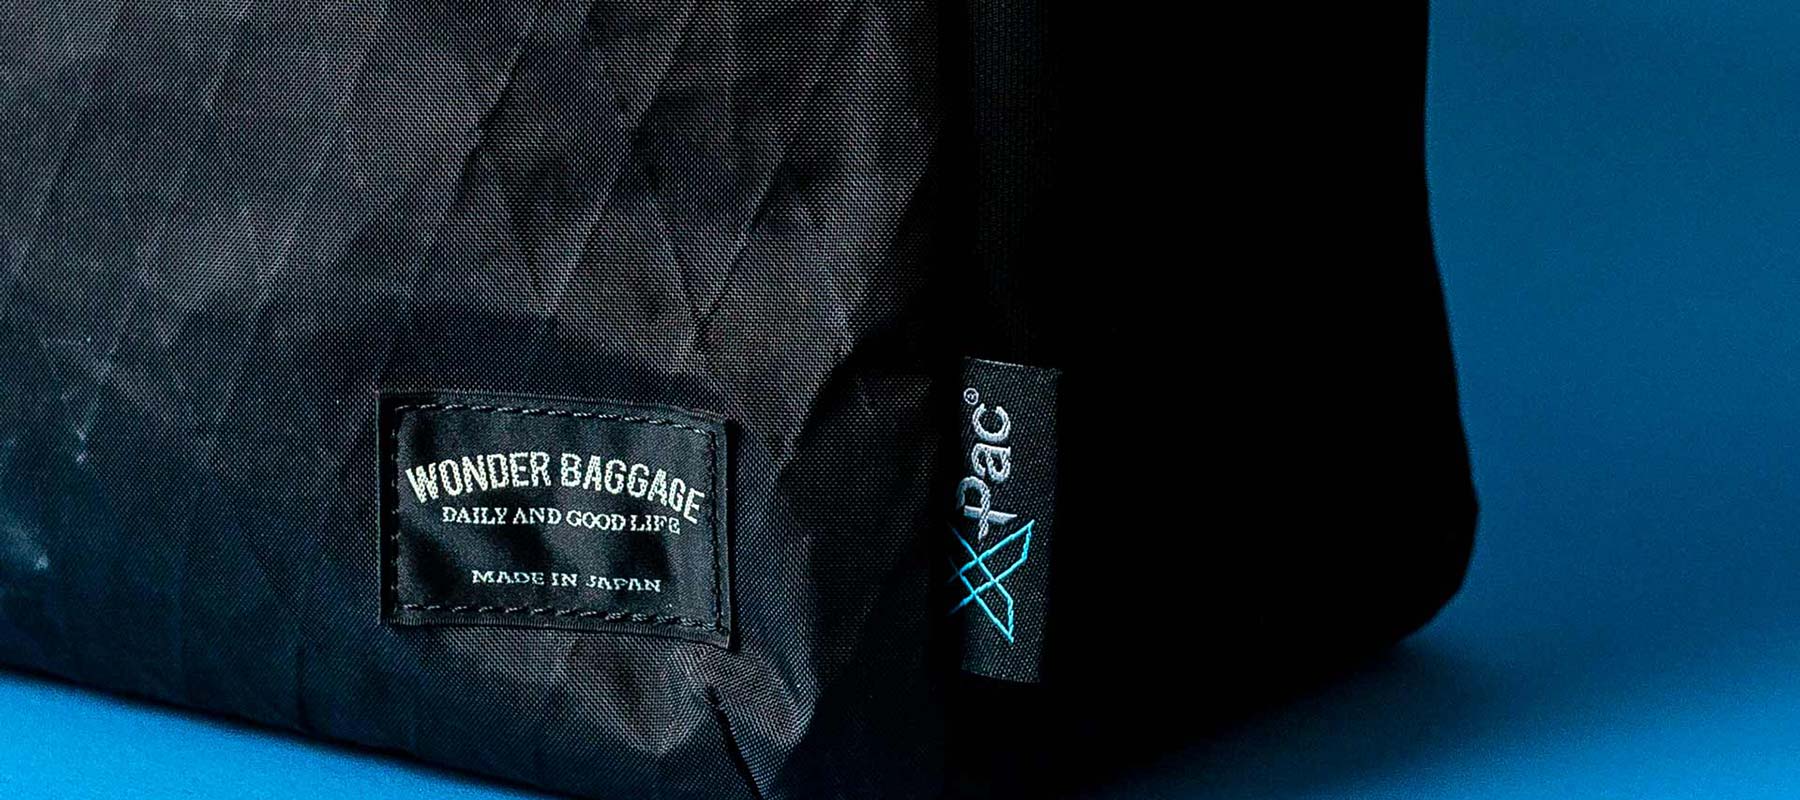 WONDER BAGGAGE
DAILY AND GOOD LIFE
MADE IN JAPAN
X-Pac®